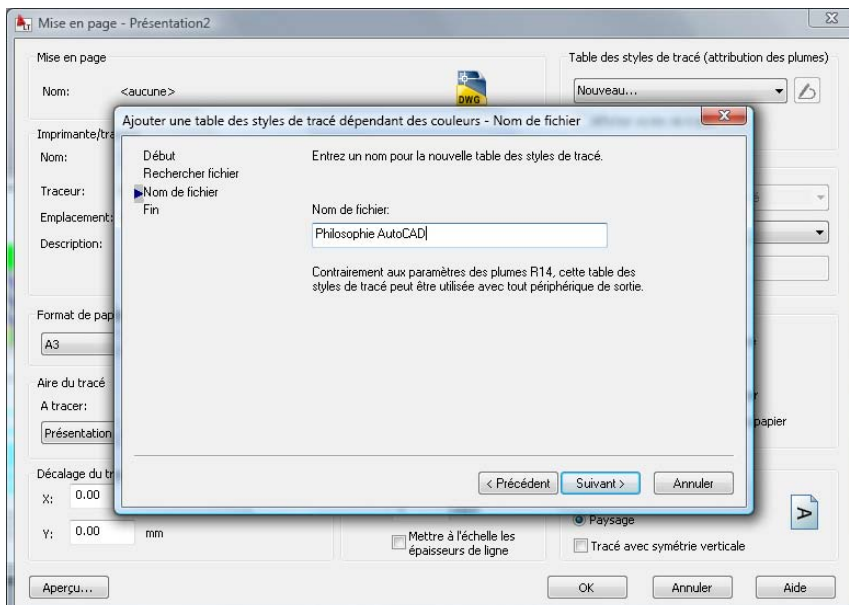 Mise en page - Présentation2
Mise en page
Nom: <aucune>
DWG
Table des styles de tracé (attribution des plumes)
Nouveau...
Ajouter une table des styles de tracé dépendant des couleurs - Nom de fichier
Imprimante/tra
Nom:
Traceur:
Emplacement:
Description:
Début
Rechercher fichier
Nom de fichier
Fin
Entrez un nom pour la nouvelle table des styles de tracé.
Nom de fichier:
Philosophie AutoCAD
Contrairement aux paramètres des plumes R14, cette table des
styles de tracé peut être utilisée avec tout périphérique de sortie.
Format de pap
A3
Aire du tracé
A tracer:
Présentation
papier
< Précédent
Suivant >
Annuler
Décalage du tr
X: 0.00
Y: 0.00 mm
Mettre à l'échelle les
épaisseurs de ligne
Paysage
Tracé avec symétrie verticale
A
Aperçu...
OK
Annuler
Aide